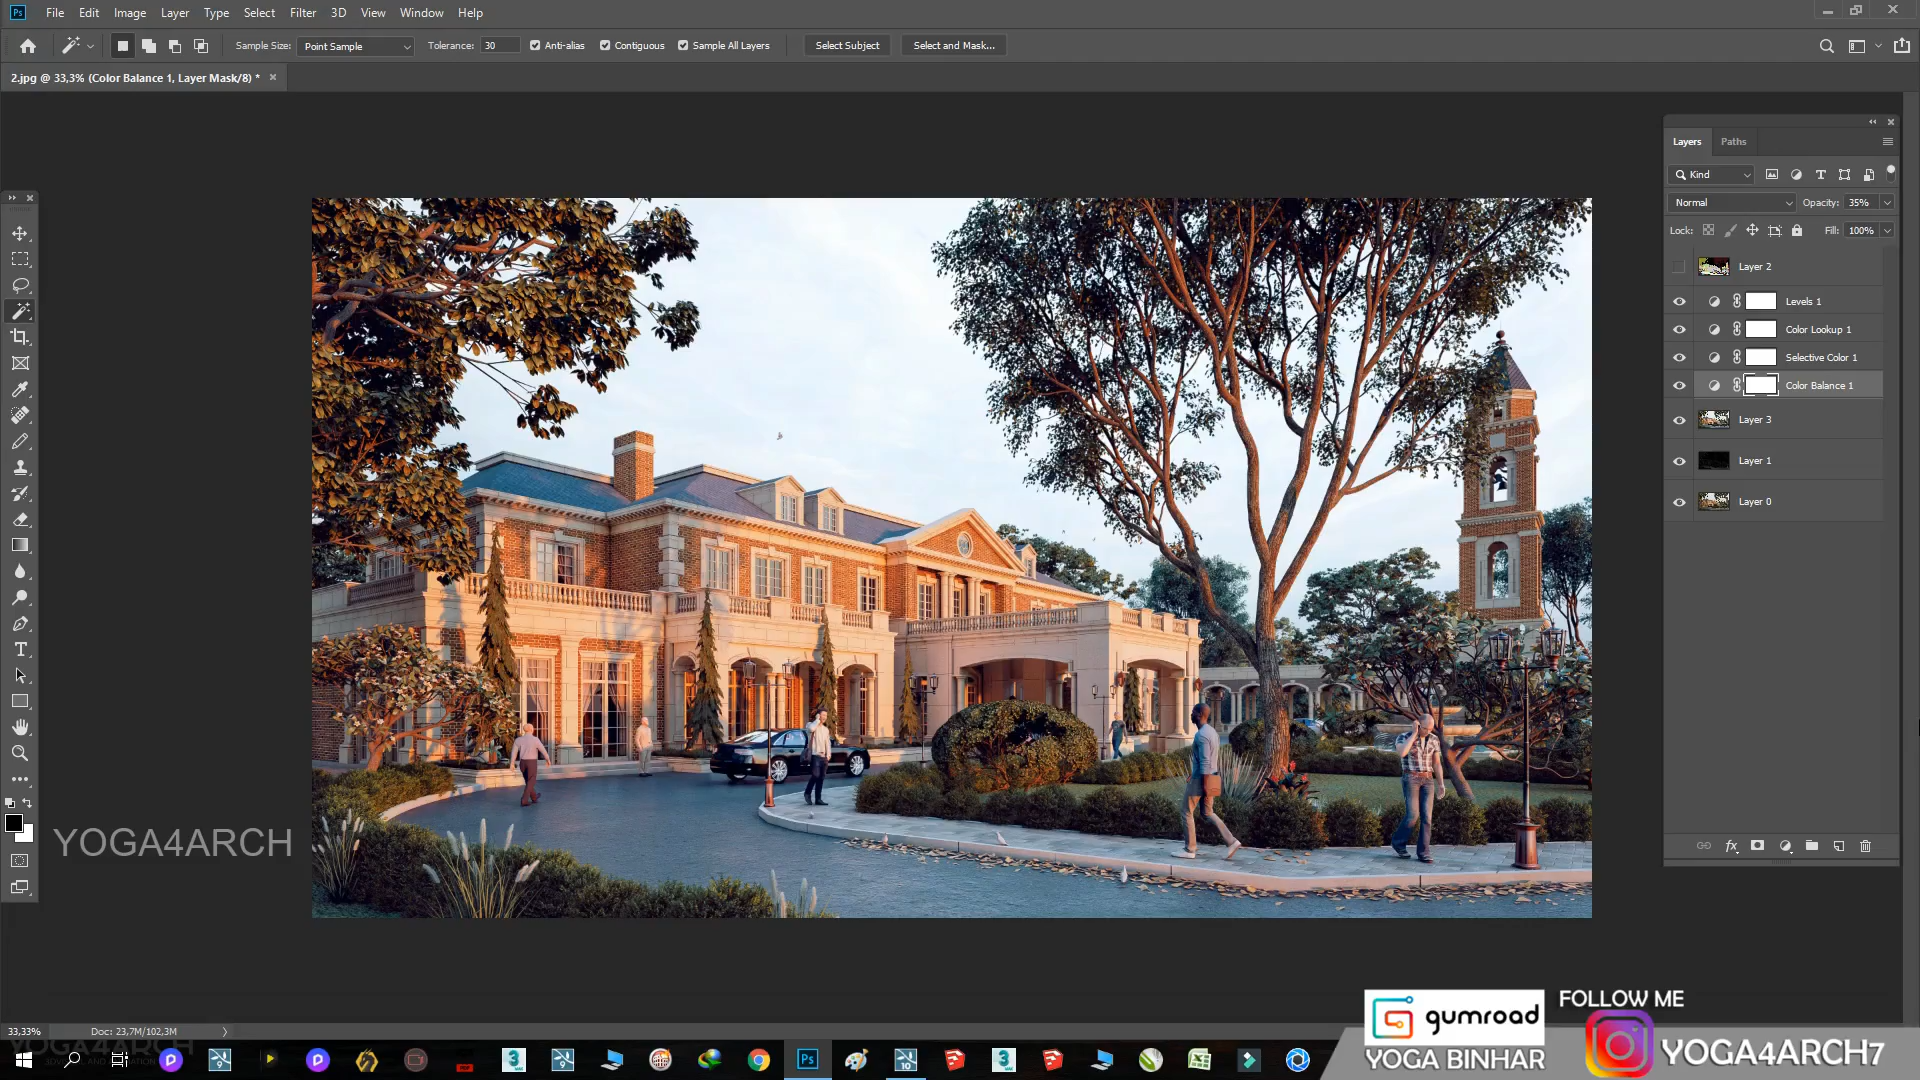 Ps File Edit Image Layer Type Select Filter 3D View Window Help
Sample Size: Point Sample Tolerance: 30 Anti-alias Contiguous Sample All Layers Select Subject Select and Mask...
2.jpg @ 33,3% (Color Balance 1, Layer Mask/8) *
Layers Paths
Kind
Normal Opacity: 35%
Lock: Fill: 100%
Layer 2
Levels 1
Color Lookup 1
Selective Color 1
Color Balance 1
Layer 3
Layer 1
Layer 0
fx
YOGA4ARCH
33,33% Doc: 23,7M/102,3M
gumroad
YOGA BINHAR
FOLLOW ME
YOGA4ARCH7